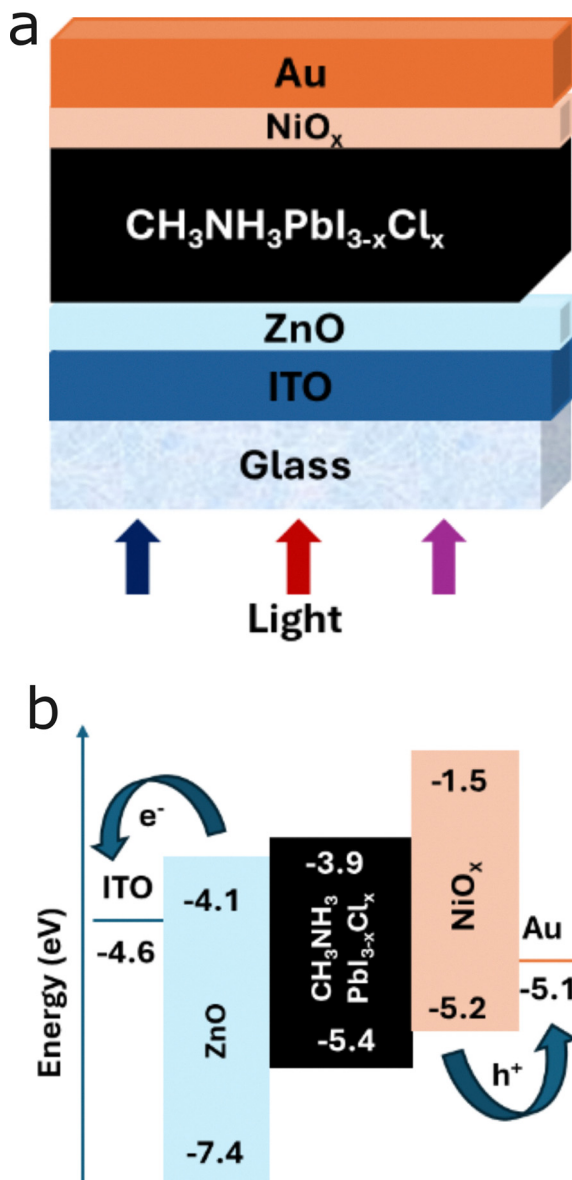 a
Au
NiOₓ
CH₃NH₃PbI₃₋ₓClₓ
ZnO
ITO
Glass
Light
b
Energy (eV)
e⁻
ITO
-4.6
-4.1
ZnO
-7.4
-3.9
CH₃NH₃
PbI₃₋ₓClₓ
-5.4
-1.5
NiOₓ
-5.2
Au
-5.1
h⁺